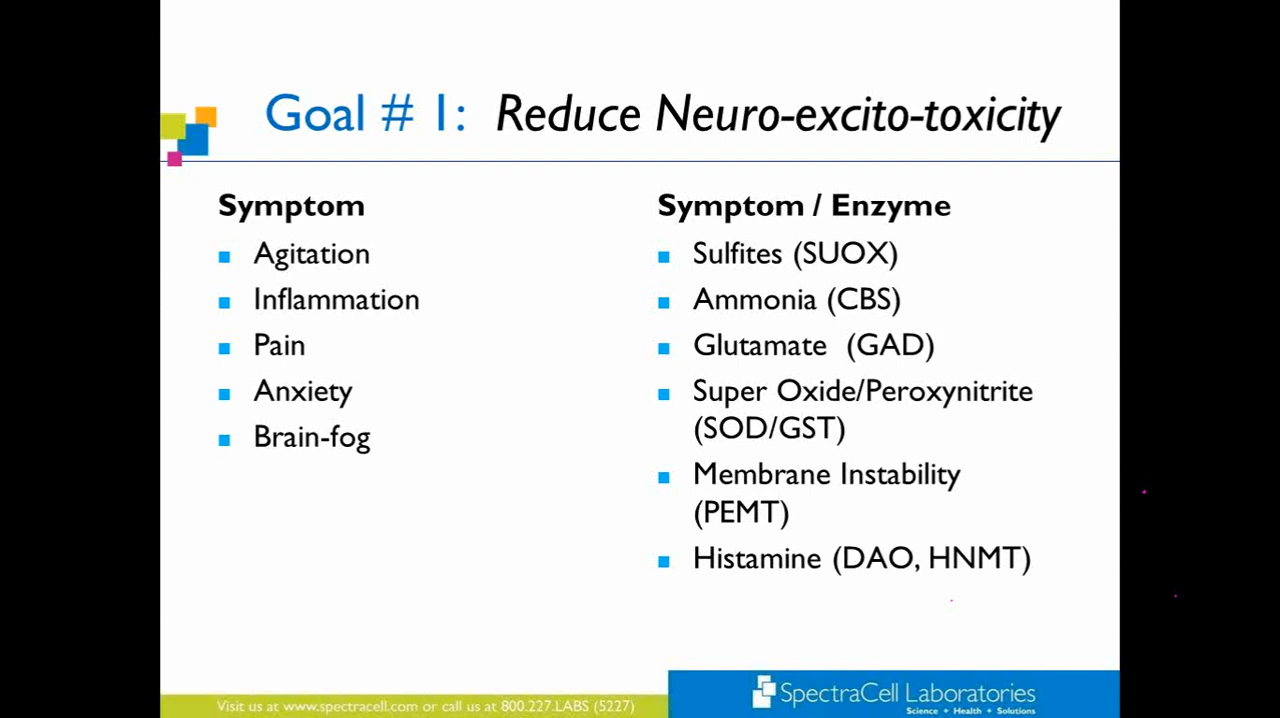 Goal # 1: Reduce Neuro-excito-toxicity
Symptom
Agitation
Inflammation
Pain
Anxiety
Brain-fog
Symptom / Enzyme
Sulfites (SUOX)
Ammonia (CBS)
Glutamate (GAD)
Super Oxide/Peroxynitrite
(SOD/GST)
Membrane Instability
(PEMT)
Histamine (DAO, HNMT)
Visit us at www.spectracell.com or call us at 800.227.LABS (5227)
SpectraCell Laboratories
Science + Health + Solutions